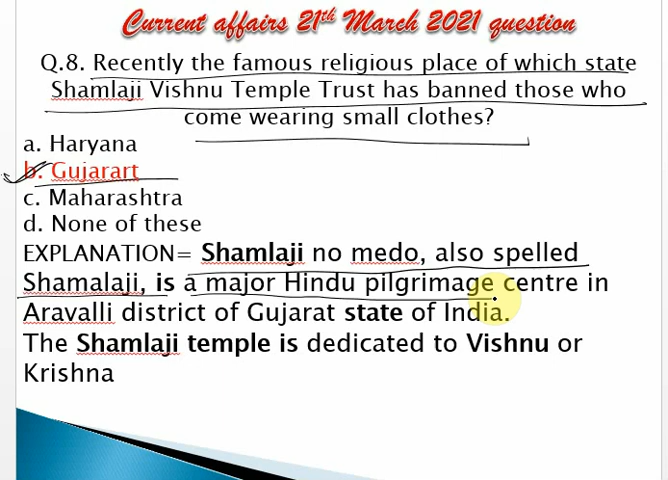 Current affairs 21th March 2021 question
Q.8. Recently the famous religious place of which state
Shamlaji Vishnu Temple Trust has banned those who
come wearing small clothes?
a. Haryana
b. Gujarart
c. Maharashtra
d. None of these
EXPLANATION= Shamlaji no medo, also spelled
Shamalaji, is a major Hindu pilgrimage centre in
Aravalli district of Gujarat state of India.
The Shamlaji temple is dedicated to Vishnu or
Krishna